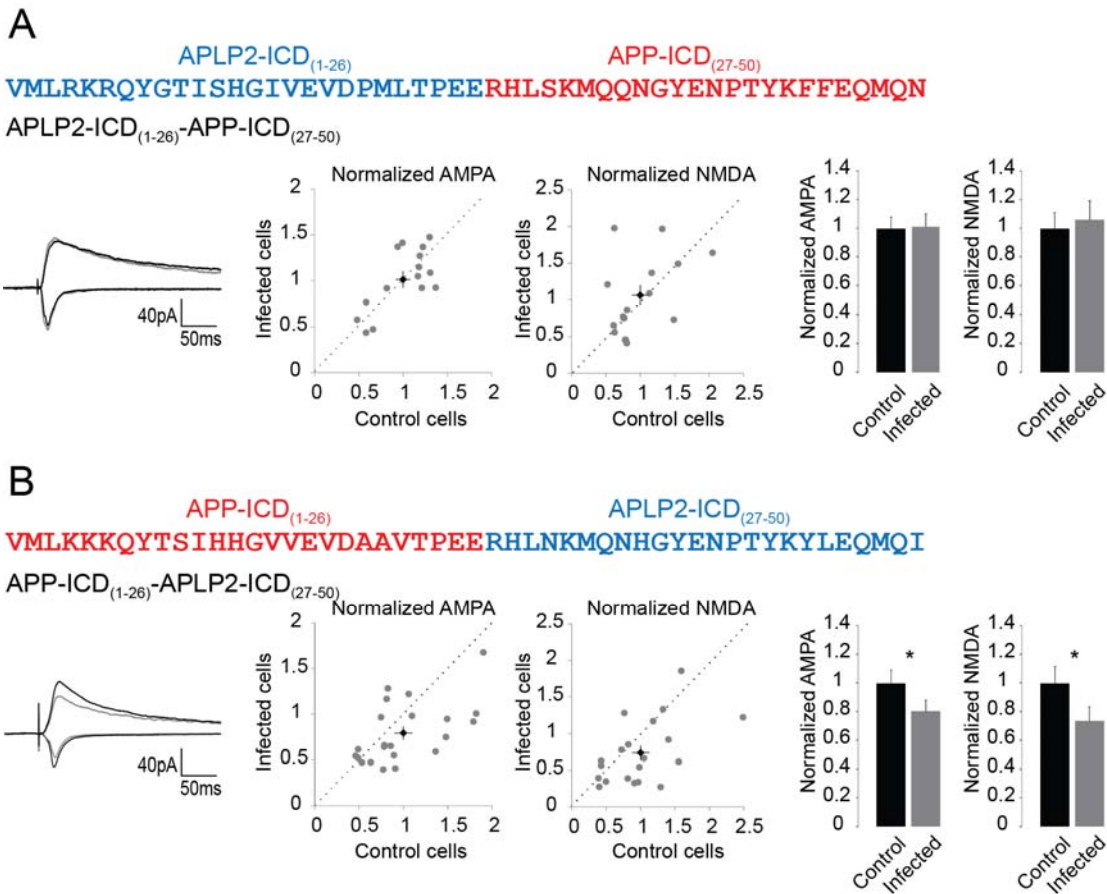 A
APLP2-ICD(1-26) APP-ICD(27-50)
VMLRKRQYGTISHGIVEVDPMLTPEERHLSKMQQNGYENPTYKFFEQMQN
APLP2-ICD(1-26)-APP-ICD(27-50)
40pA
50ms
Normalized AMPA
Infected cells
2
1.5
1
0.5
0
0 0.5 1 1.5 2
Control cells
Normalized NMDA
Infected cells
2.5
2
1.5
1
0.5
0
0 0.5 1 1.5 2 2.5
Control cells
Normalized AMPA
1.4
1.2
1
0.8
0.6
0.4
0.2
0
Control
Infected
Normalized NMDA
1.4
1.2
1
0.8
0.6
0.4
0.2
0
Control
Infected
B
APP-ICD(1-26) APLP2-ICD(27-50)
VMLKKKQYTSIHHGVVEVDAAVTPEERHLNKMQNHGYENPTYKYLEQMQI
APP-ICD(1-26)-APLP2-ICD(27-50)
40pA
50ms
Normalized AMPA
Infected cells
2
1.5
1
0.5
0
0 0.5 1 1.5 2
Control cells
Normalized NMDA
Infected cells
2.5
2
1.5
1
0.5
0
0 0.5 1 1.5 2 2.5
Control cells
Normalized AMPA
1.4
1.2
1
0.8
0.6
0.4
0.2
0
*
Control
Infected
Normalized NMDA
1.4
1.2
1
0.8
0.6
0.4
0.2
0
*
Control
Infected